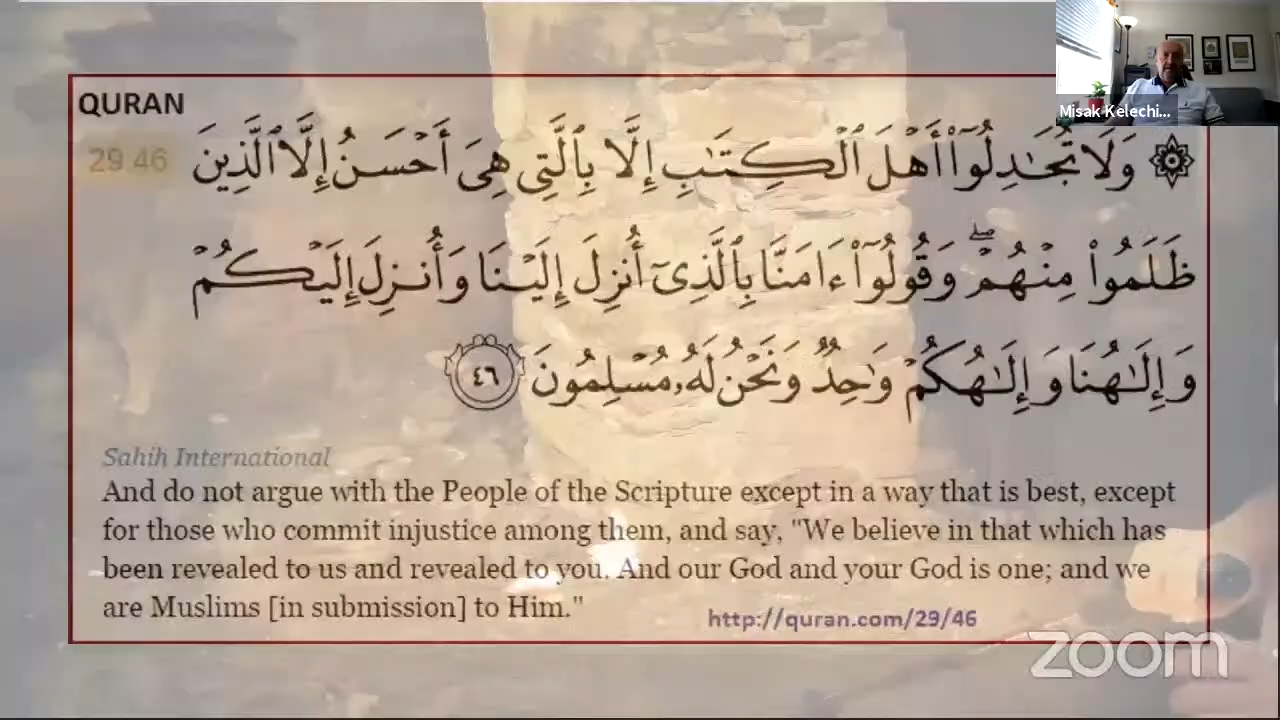 QURAN
29:46
Misak Kelechi...
۞ وَلَا تُجَـٰدِلُوٓا۟ أَهْلَ ٱلْكِتَـٰبِ إِلَّا بِٱلَّتِى هِىَ أَحْسَنُ إِلَّا ٱلَّذِينَ
ظَلَمُوا۟ مِنْهُمْ ۖ وَقُولُوٓا۟ ءَامَنَّا بِٱلَّذِىٓ أُنزِلَ إِلَيْنَا وَأُنزِلَ إِلَيْكُمْ
وَإِلَـٰهُنَا وَإِلَـٰهُكُمْ وَٰحِدٌ وَنَحْنُ لَهُۥ مُسْلِمُونَ ٤٦
Sahih International
And do not argue with the People of the Scripture except in a way that is best, except
for those who commit injustice among them, and say, "We believe in that which has
been revealed to us and revealed to you. And our God and your God is one; and we
are Muslims [in submission] to Him."
http://quran.com/29/46
zoom